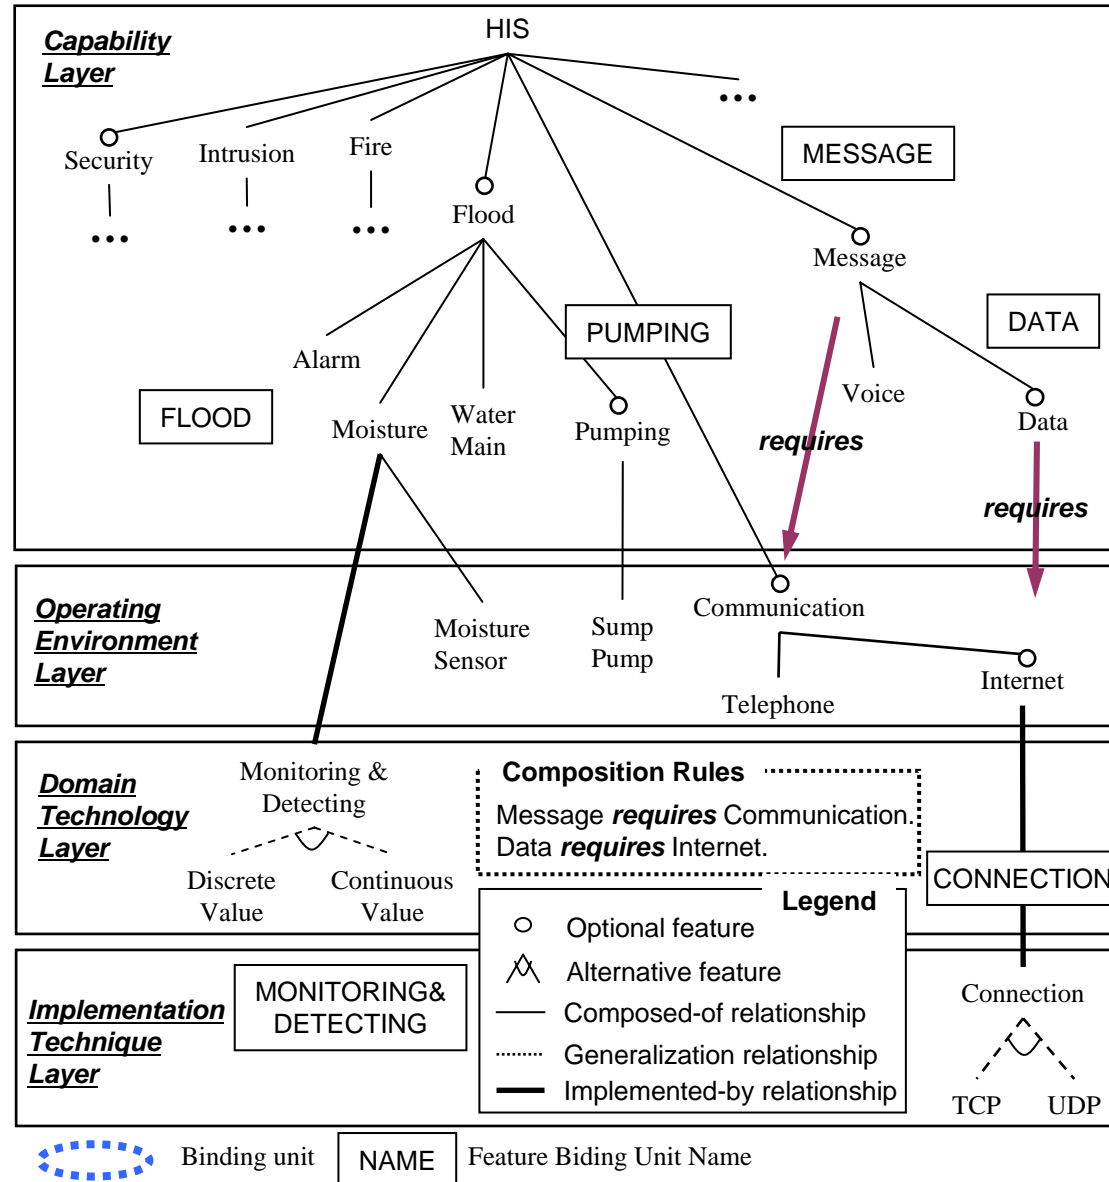 HIS
Capability
Layer
•••
Security
Intrusion
Fire
MESSAGE
•••
•••
•••
Flood
Message
PUMPING
DATA
Alarm
Voice
FLOOD
Moisture
Water
Main
Pumping
Data
requires
requires
Operating
Environment
Layer
Communication
Moisture
Sensor
Sump
Pump
Internet
Telephone
Domain
Technology
Layer
Monitoring &
Detecting
Composition Rules
Message requires Communication.
Data requires Internet.
Discrete
Value
Continuous
Value
CONNECTION
Legend
Optional feature
Alternative feature
Composed-of relationship
Generalization relationship
Implemented-by relationship
Implementation
Technique
Layer
MONITORING&
DETECTING
Connection
TCP
UDP
Binding unit
NAME
Feature Biding Unit Name